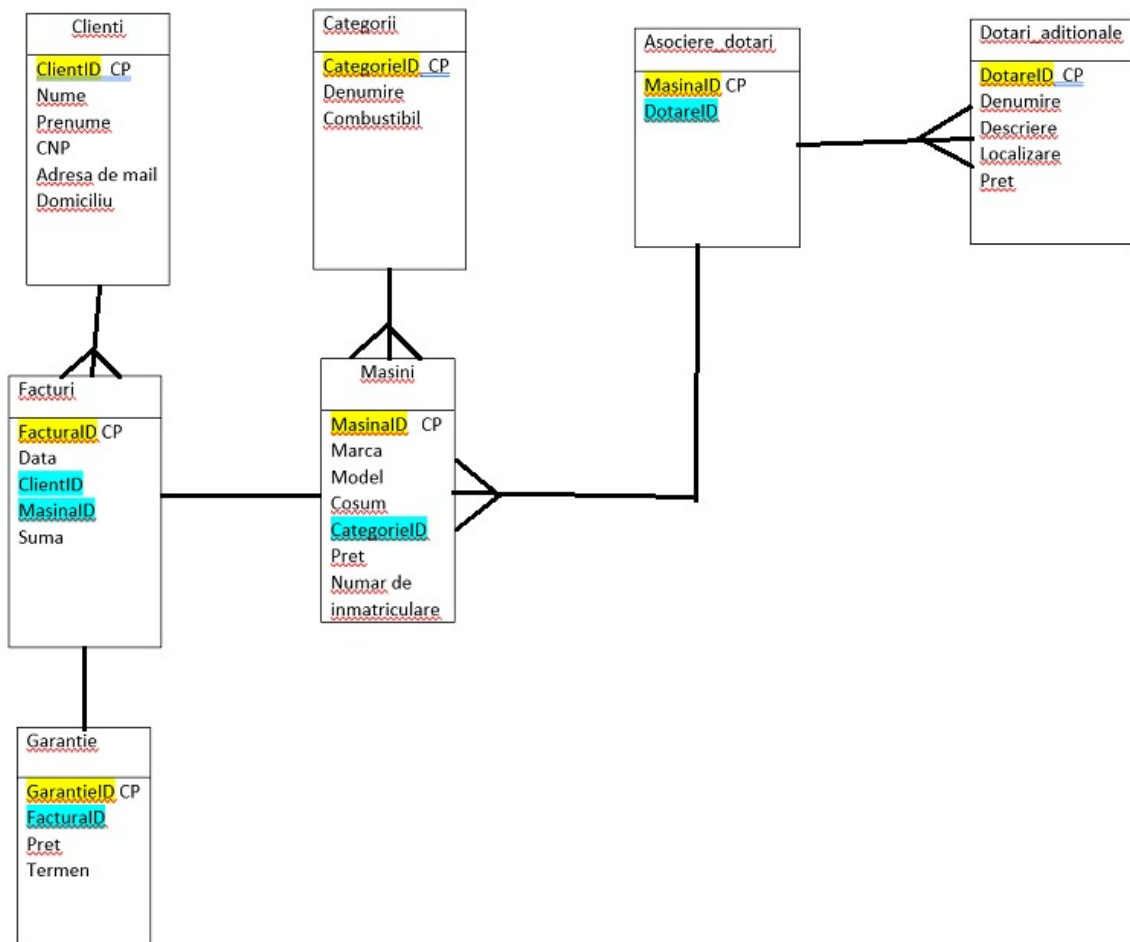 Clienti
ClientID CP
Nume
Prenume
CNP
Adresa de mail
Domiciliu
Categorii
CategorieID CP
Denumire
Combustibil
Asociere_dotari
MasinaID CP
DotareID
Dotari_aditionale
DotareID CP
Denumire
Descriere
Localizare
Pret
Facturi
FacturaID CP
Data
ClientID
MasinaID
Suma
Masini
MasinaID CP
Marca
Model
Cosum
CategorieID
Pret
Numar de
inmatriculare
Garantie
GarantieID CP
FacturaID
Pret
Termen